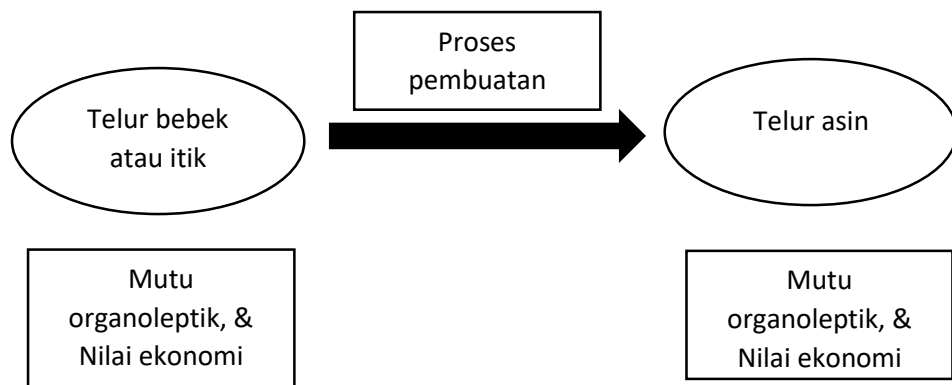 Proses
pembuatan
Telur bebek
atau itik
Telur asin
Mutu
organoleptik, &
Nilai ekonomi
Mutu
organoleptik, &
Nilai ekonomi